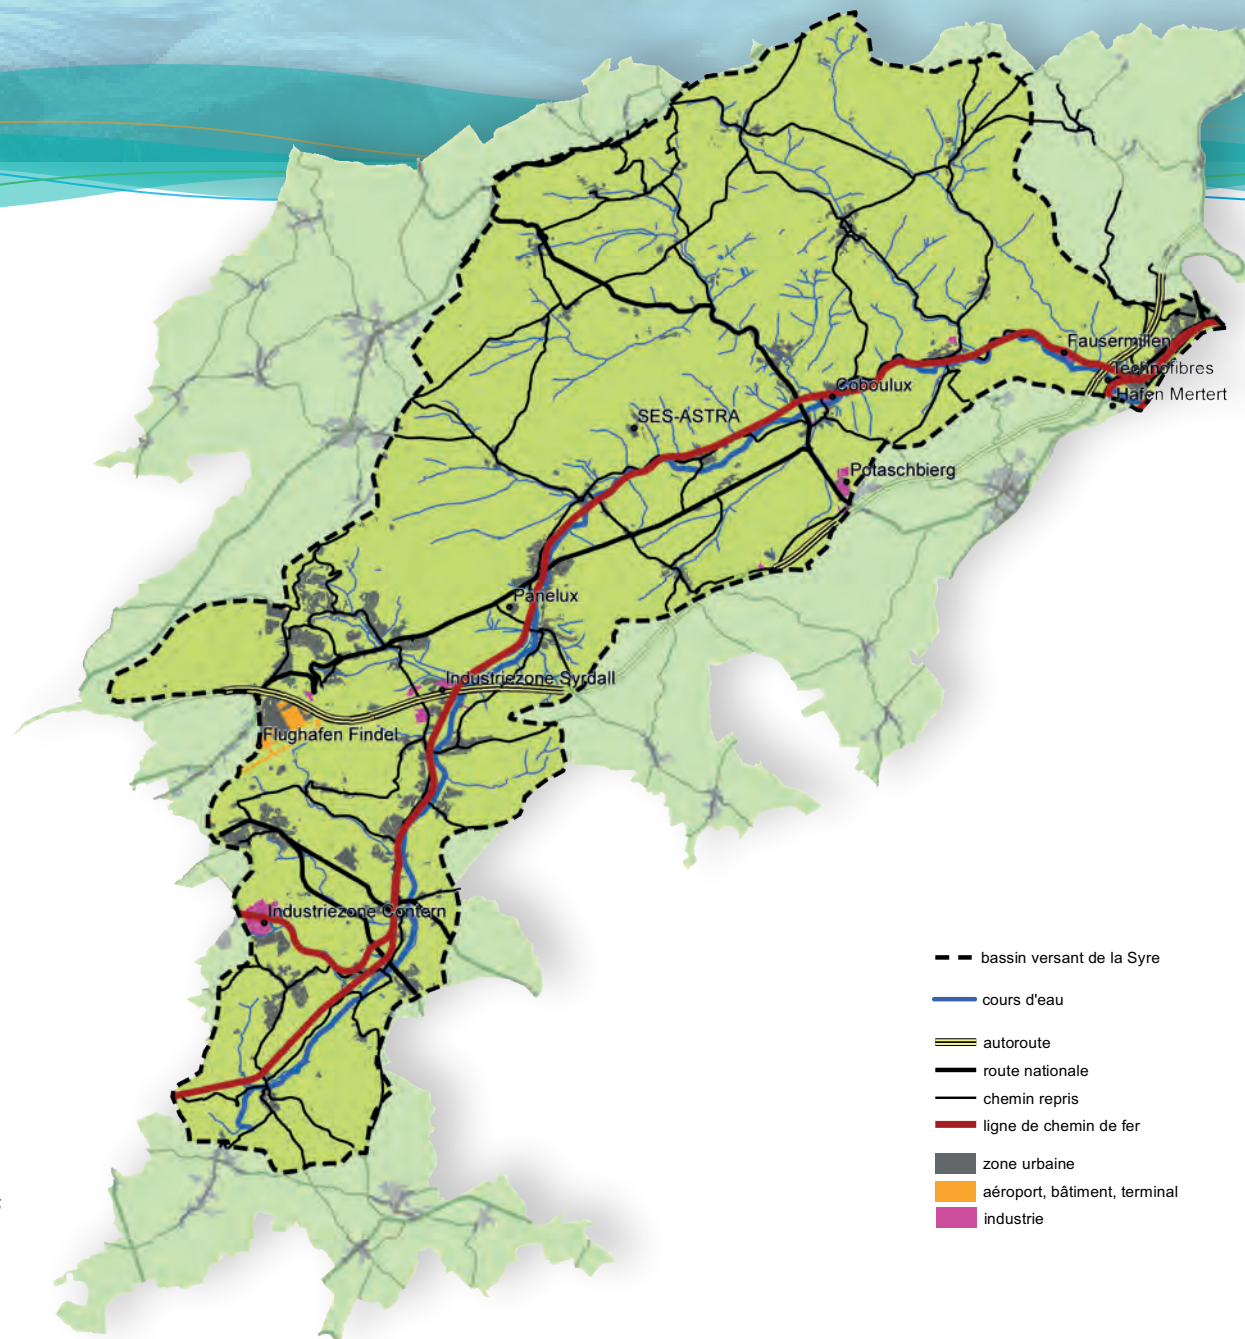 Fausermillen
Technofibres
Hafen Mertert
Coboulux
SES-ASTRA
Potaschbierg
Panelux
Industriezone Syrdall
Flughafen Findel
Industriezone Contern
bassin versant de la Syre
cours d'eau
autoroute
route nationale
chemin repris
ligne de chemin de fer
zone urbaine
aéroport, bâtiment, terminal
industrie